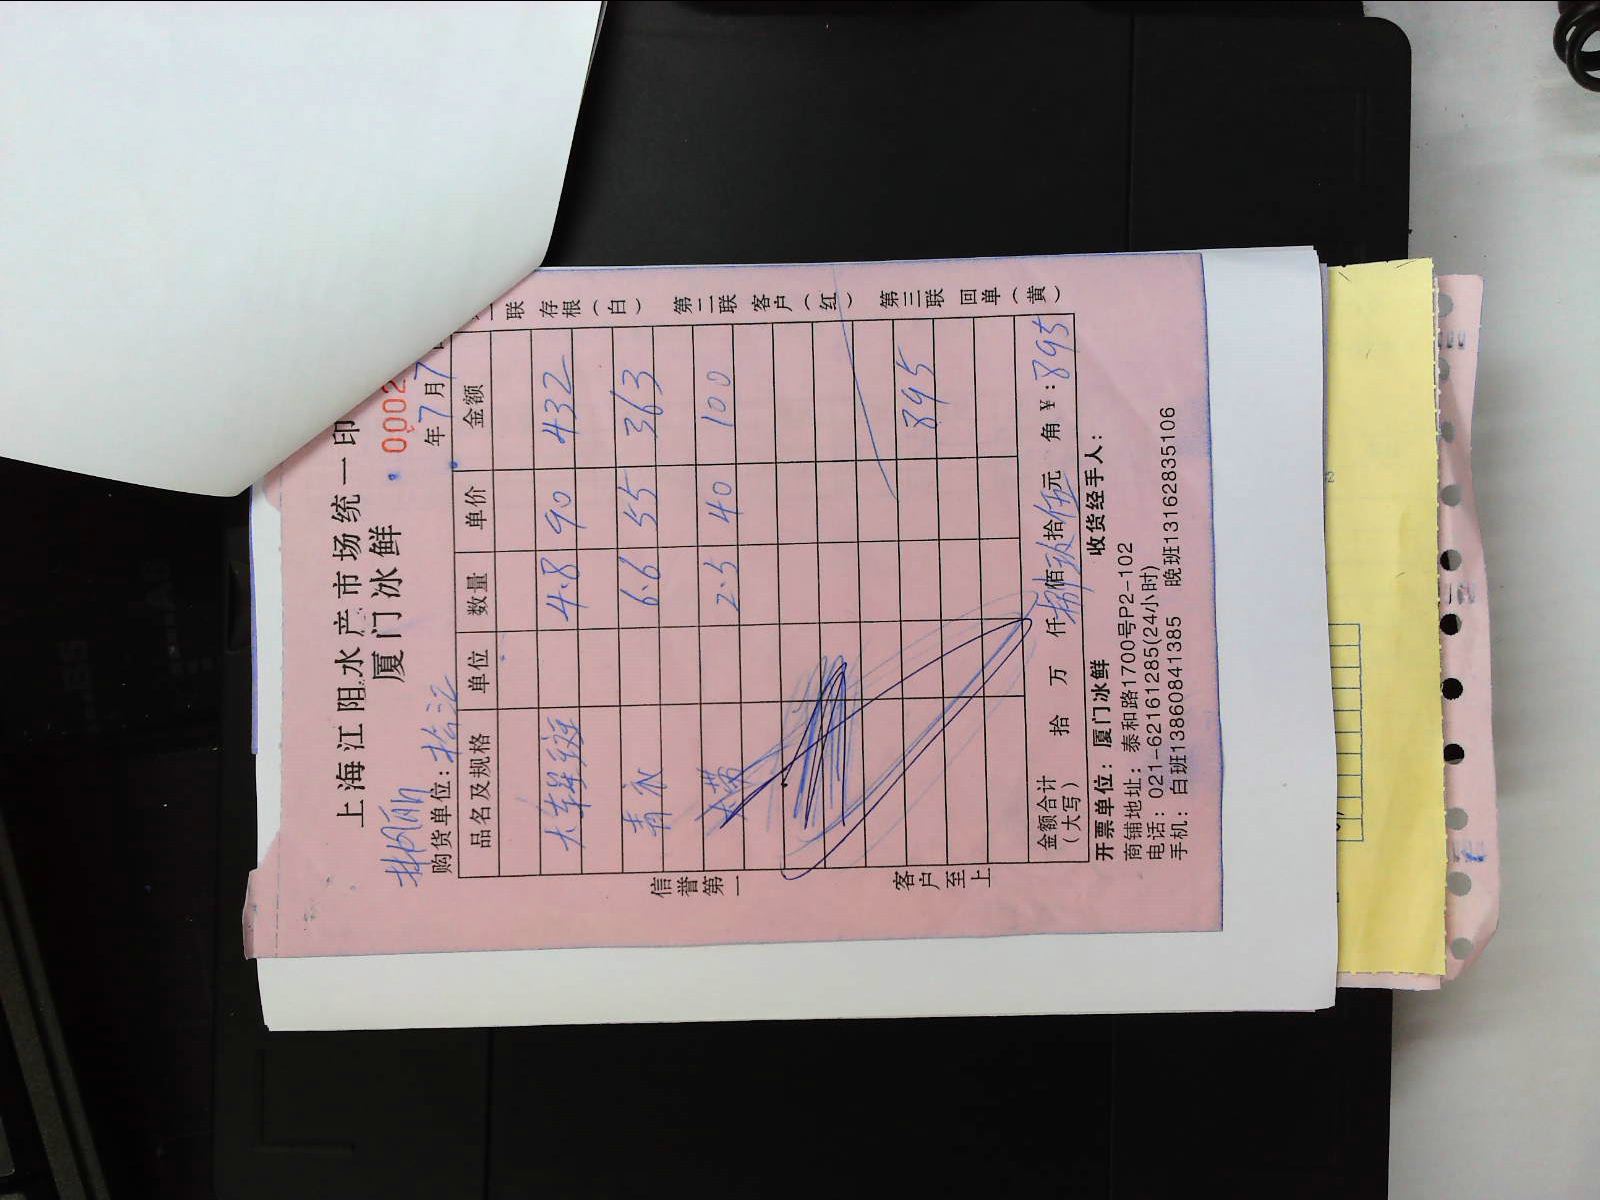 上海江阳水产市场统一印
厦门冰鲜
0002
年7月7
购货单位:
品名及规格 单位 数量 单价 金额
4.8 90 432
6.6 55 363
2.5 40 100
895
金额合计(大写) 拾 万 仟 捌佰玖拾伍元 角 ¥:895
开票单位: 厦门冰鲜 收货经手人:
商铺地址: 泰和路1700号P2-102
电话: 021-62161285(24小时)
手机: 白班13860841385 晚班13162835106
信誉第一
客户至上
联 存根(白) 第二联 客户(红) 第三联 回单(黄)